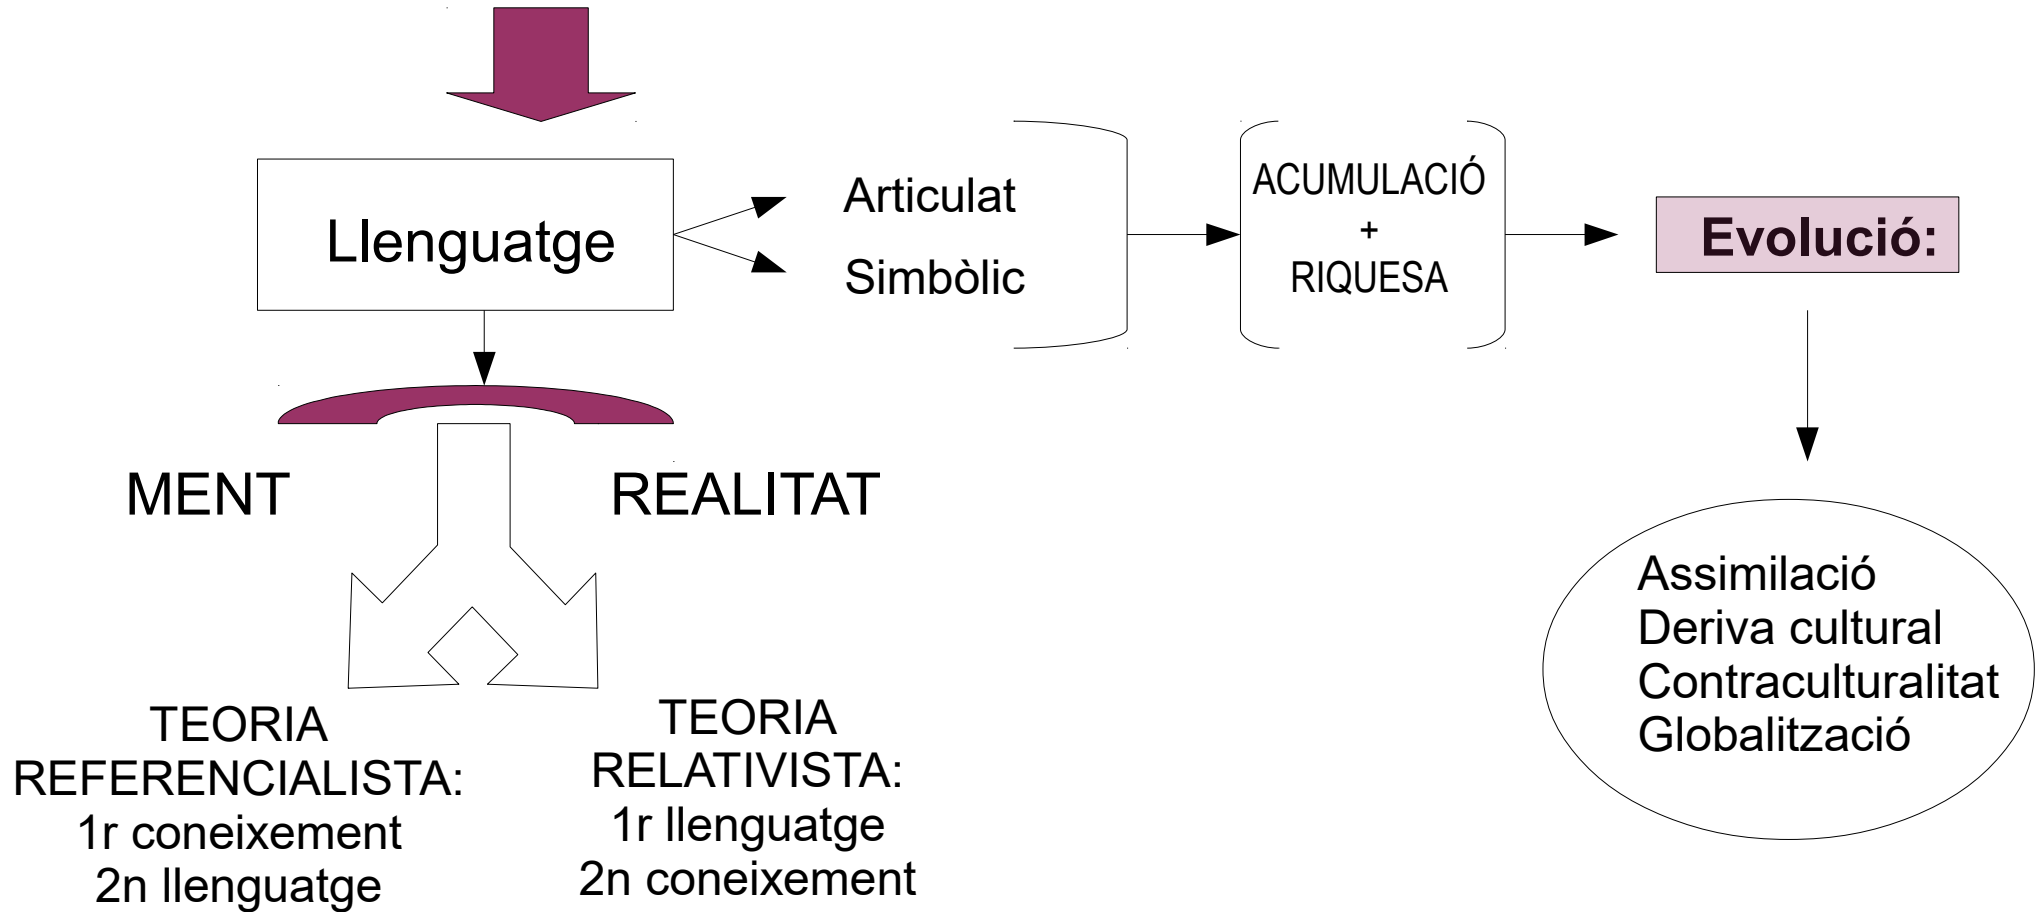 Llenguatge
Articulat
Simbòlic
ACUMULACIÓ
+
RIQUESA
Evolució:
MENT
REALITAT
TEORIA
REFERENCIALISTA:
1r coneixement
2n llenguatge
TEORIA
RELATIVISTA:
1r llenguatge
2n coneixement
Assimilació
Deriva cultural
Contraculturalitat
Globalització